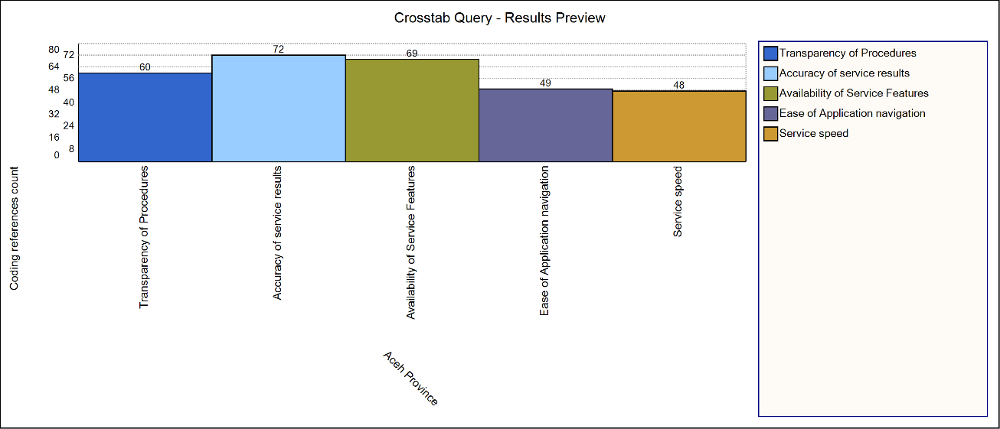 Crosstab Query - Results Preview
80
72
64
56
48
40
32
24
16
8
0
60
72
69
49
48
Coding references count
Transparency of Procedures
Accuracy of service results
Availability of Service Features
Ease of Application navigation
Service speed
Aceh Province
Transparency of Procedures
Accuracy of service results
Availability of Service Features
Ease of Application navigation
Service speed